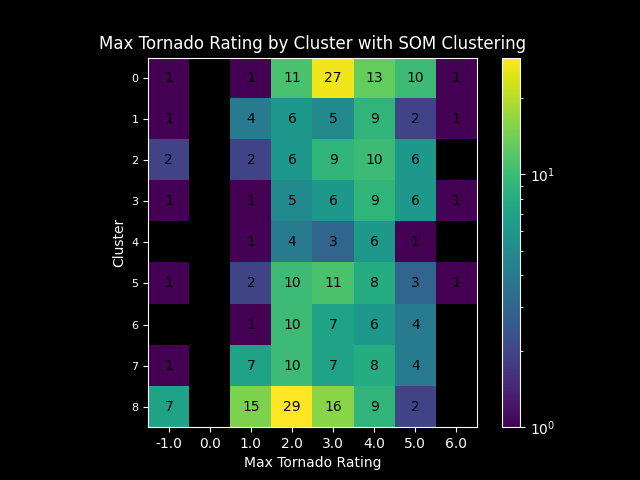 Max Tornado Rating by Cluster with SOM Clustering
0 1 1 11 27 13 10 1
1 1 4 6 5 9 2 1
2 2 2 6 9 10 6
3 1 1 5 6 9 6 1
4 1 4 3 6 1
5 1 2 10 11 8 3 1
6 1 10 7 6 4
7 1 7 10 7 8 4
8 7 15 29 16 9 2
-1.0 0.0 1.0 2.0 3.0 4.0 5.0 6.0
Max Tornado Rating
Cluster
10¹
10⁰